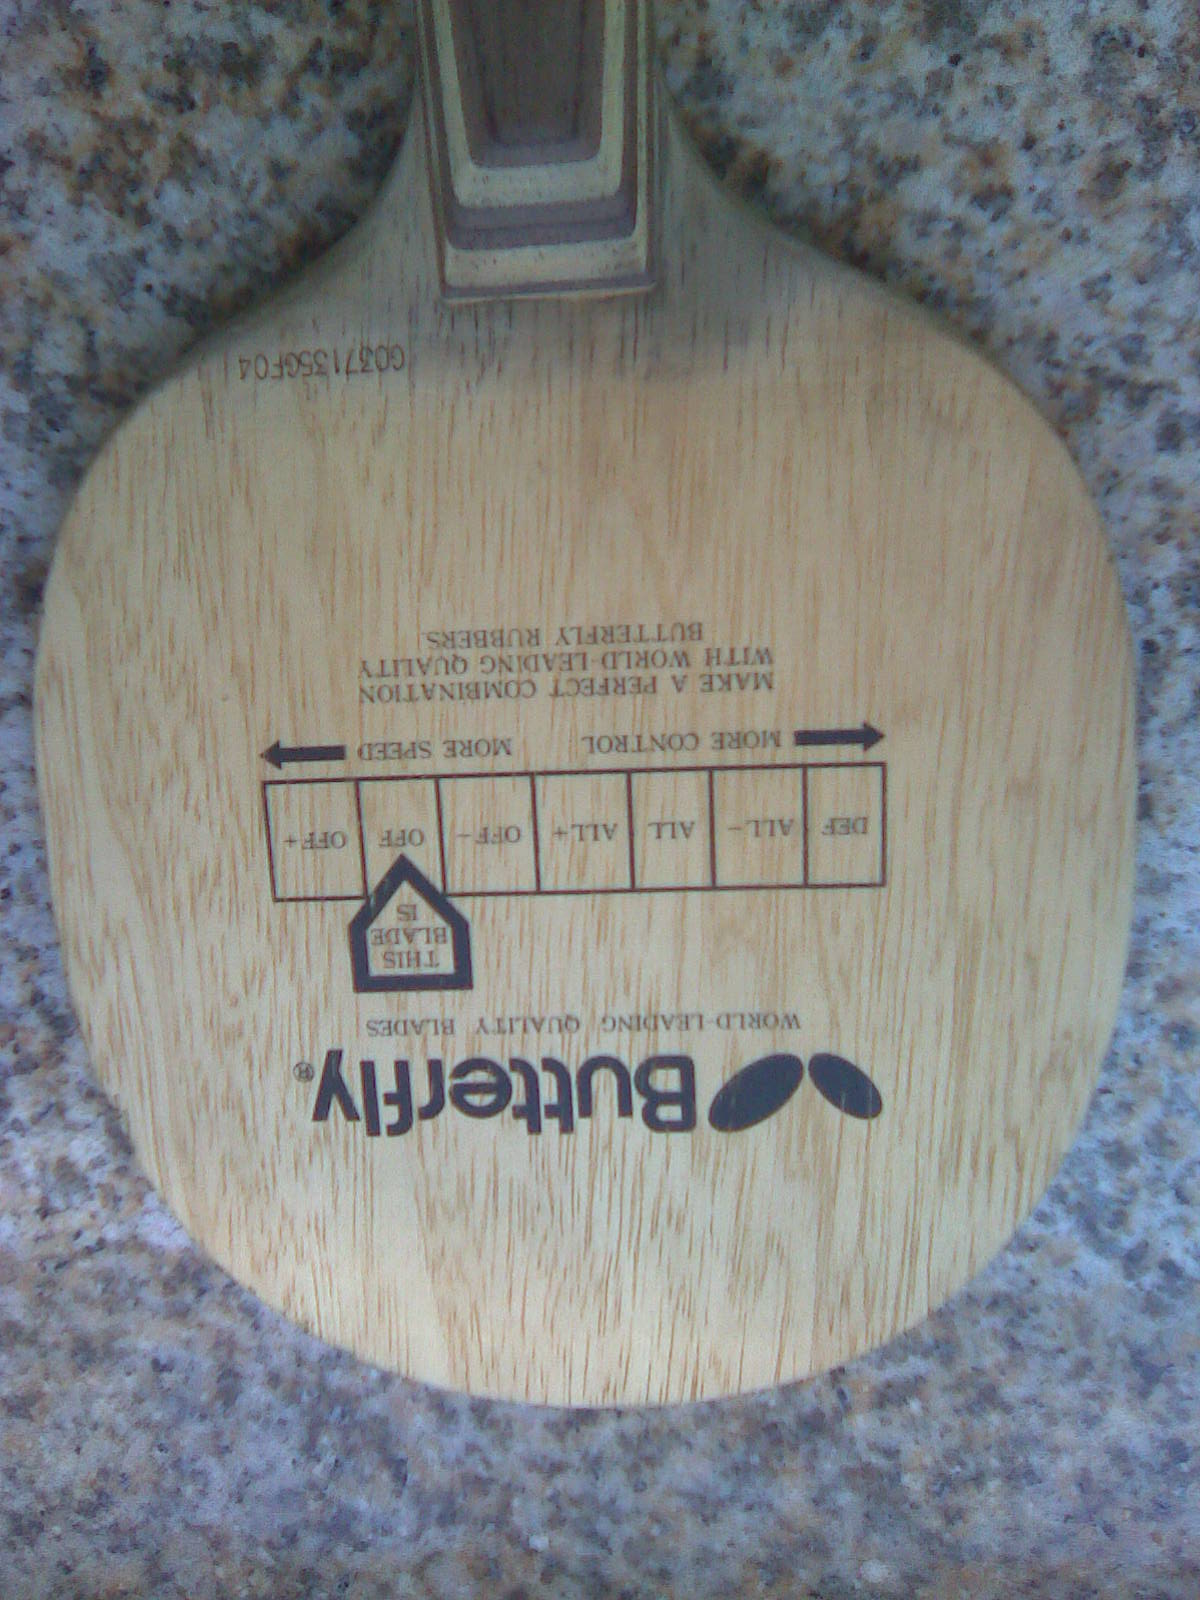 Butterfly®
WORLD-LEADING QUALITY BLADES
THIS
BLADE
IS
DEF ALL- ALL ALL+ OFF- OFF OFF+
MORE CONTROL MORE SPEED
MAKE A PERFECT COMBINATION
WITH WORLD-LEADING QUALITY
BUTTERFLY RUBBERS.
G037135GF04